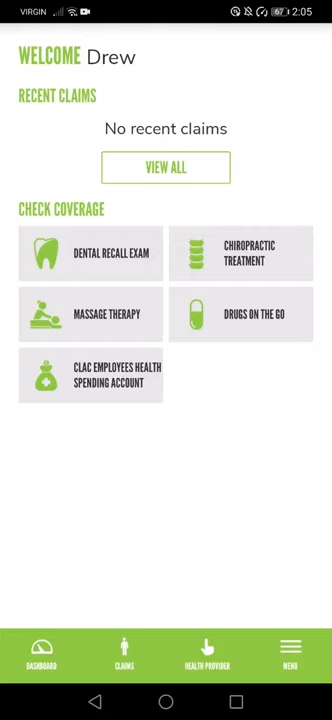 VIRGIN 67 2:05
WELCOME Drew
RECENT CLAIMS
No recent claims
VIEW ALL
CHECK COVERAGE
DENTAL RECALL EXAM
CHIROPRACTIC
TREATMENT
MASSAGE THERAPY
DRUGS ON THE GO
CLAC EMPLOYEES HEALTH
SPENDING ACCOUNT
DASHBOARD CLAIMS HEALTH PROVIDER MENU